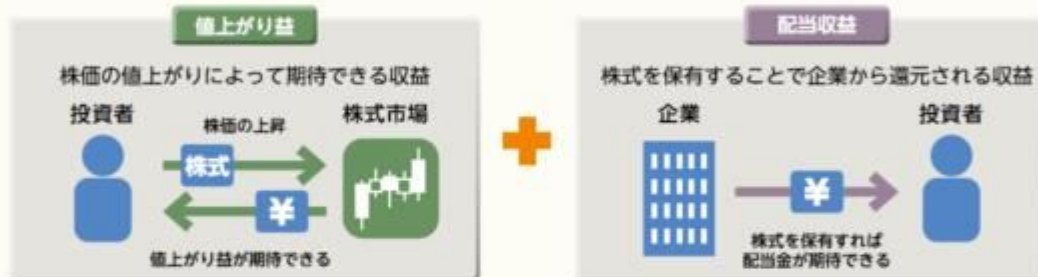 値上がり益
株価の値上がりによって期待できる収益
投資者
株式市場
株価の上昇
株式
¥
値上がり益が期待できる
配当収益
株式を保有することで企業から還元される収益
企業
投資者
¥
株式を保有すれば
配当金が期待できる